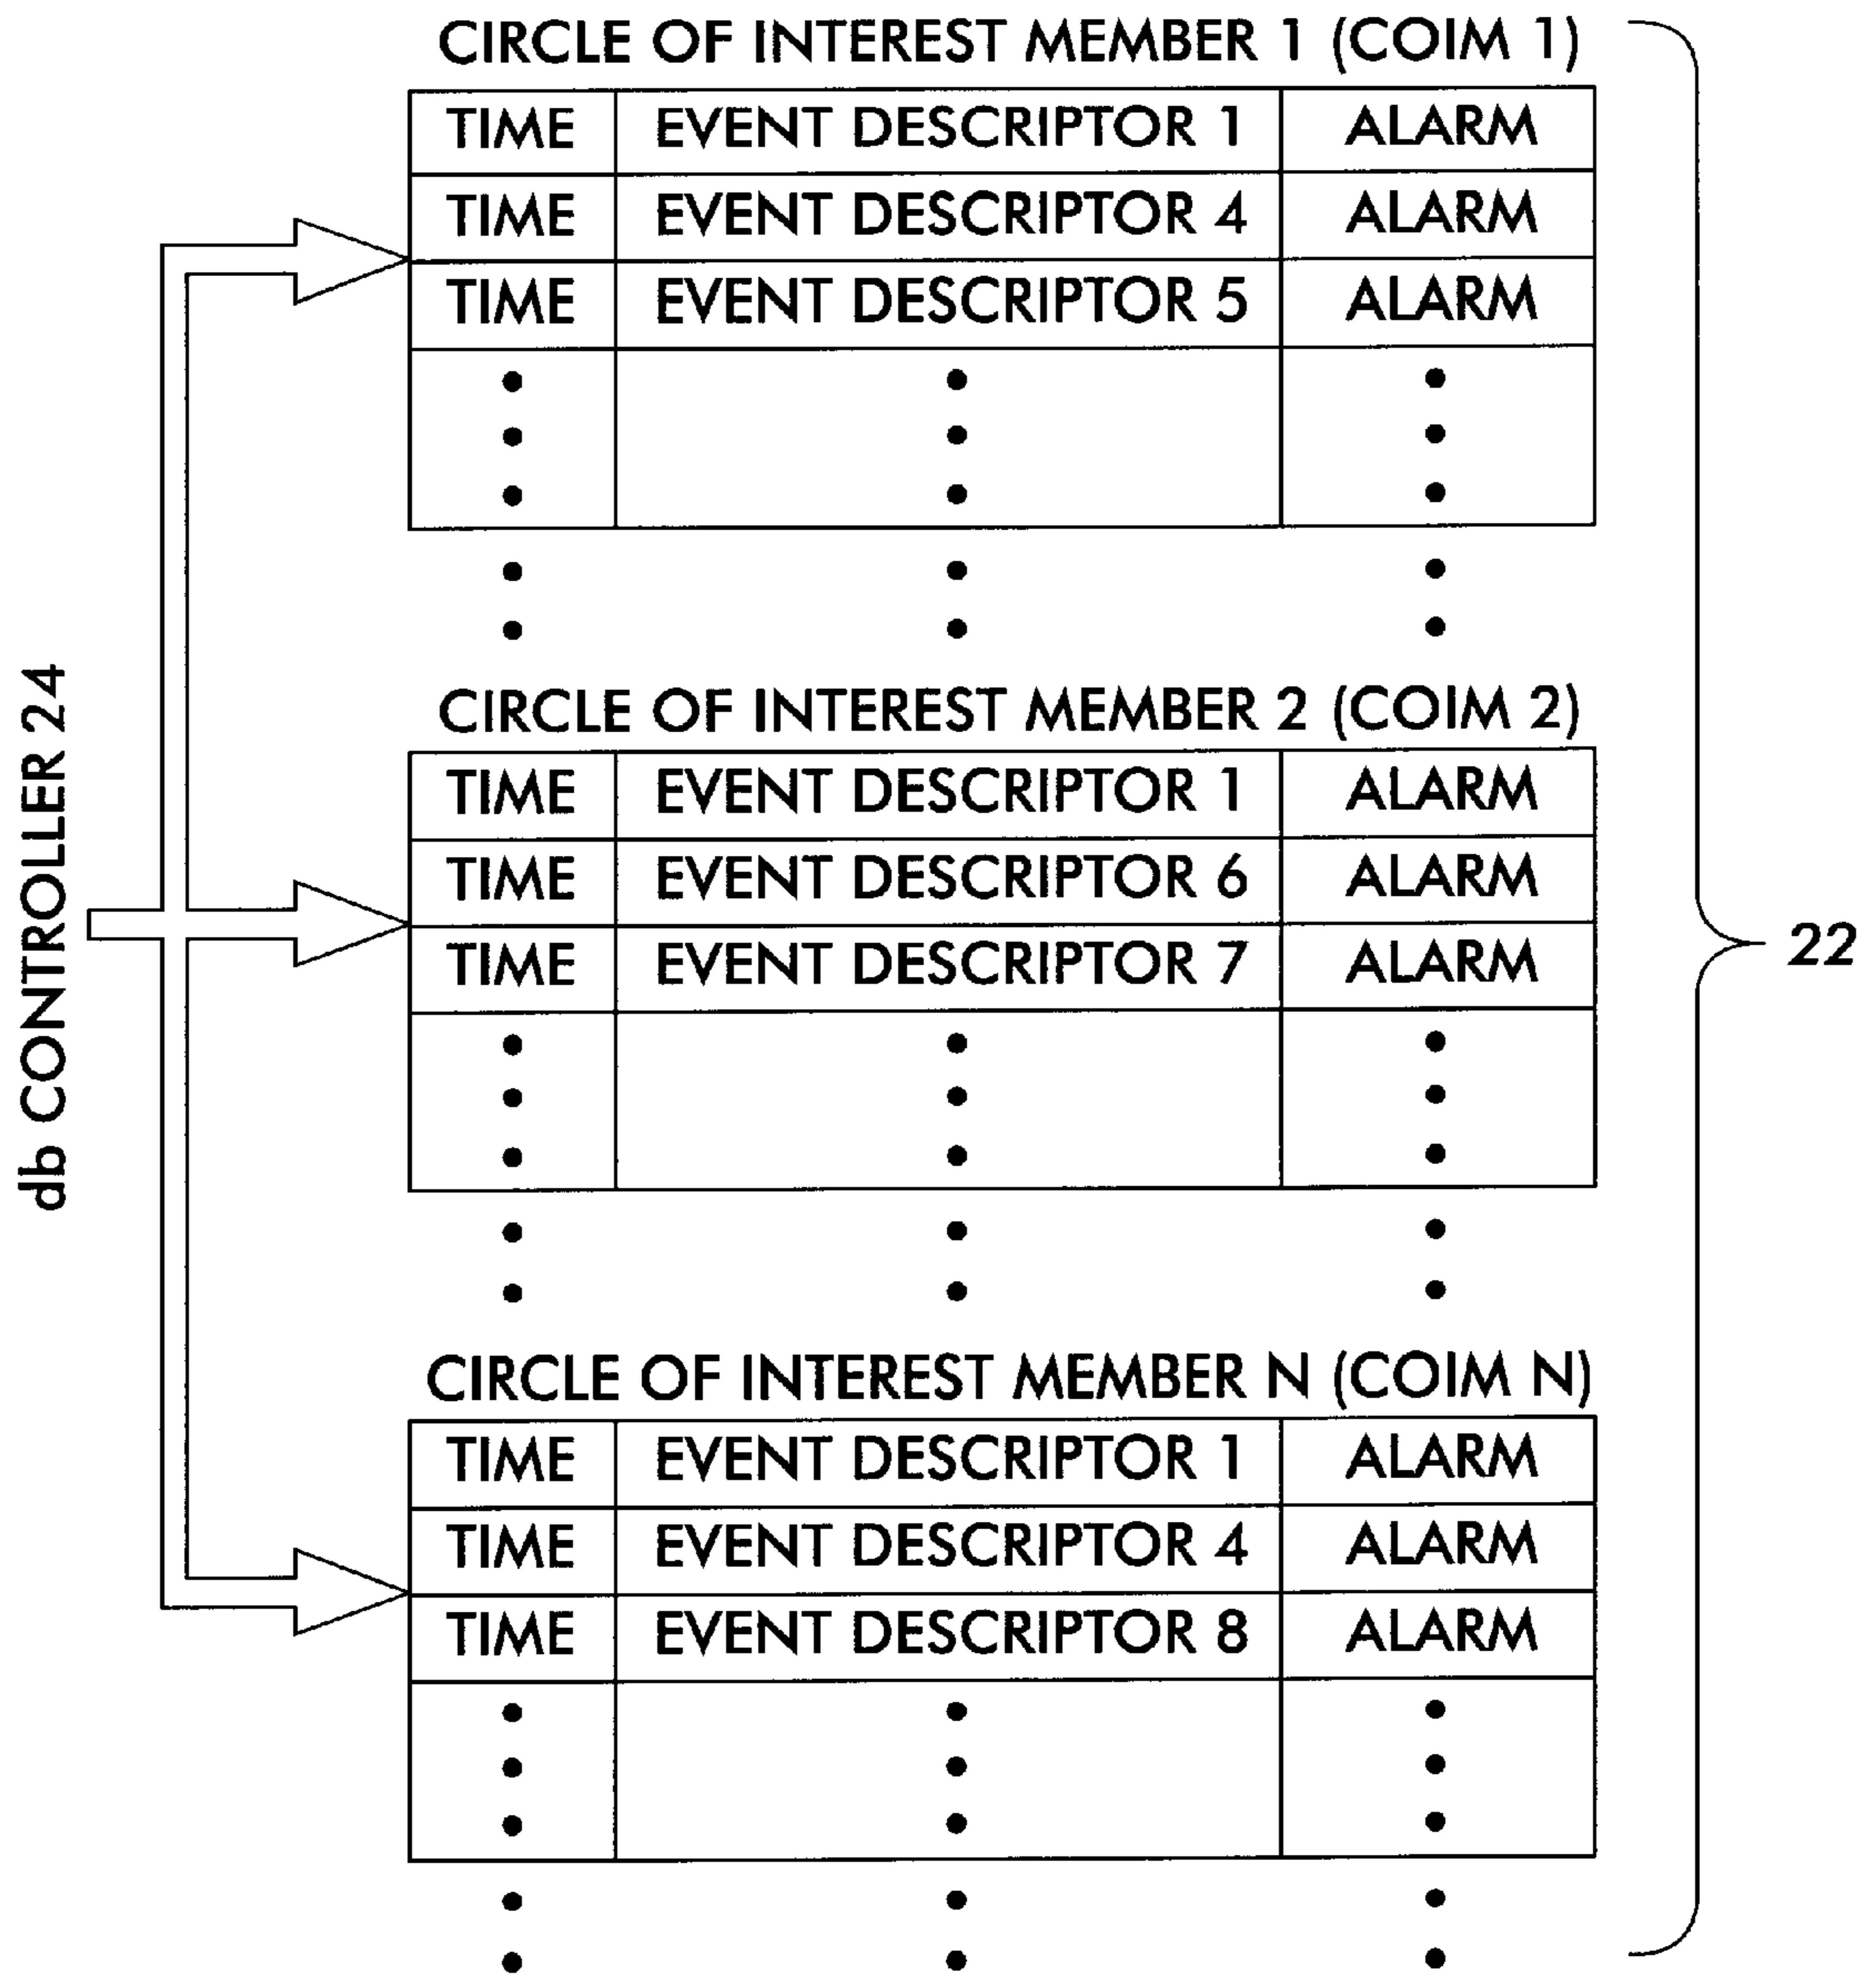 CIRCLE OF INTEREST MEMBER 1 (COIM 1)
TIME EVENT DESCRIPTOR 1 ALARM
TIME EVENT DESCRIPTOR 4 ALARM
TIME EVENT DESCRIPTOR 5 ALARM
db CONTROLLER 24
CIRCLE OF INTEREST MEMBER 2 (COIM 2)
TIME EVENT DESCRIPTOR 1 ALARM
TIME EVENT DESCRIPTOR 6 ALARM
TIME EVENT DESCRIPTOR 7 ALARM
22
CIRCLE OF INTEREST MEMBER N (COIM N)
TIME EVENT DESCRIPTOR 1 ALARM
TIME EVENT DESCRIPTOR 4 ALARM
TIME EVENT DESCRIPTOR 8 ALARM